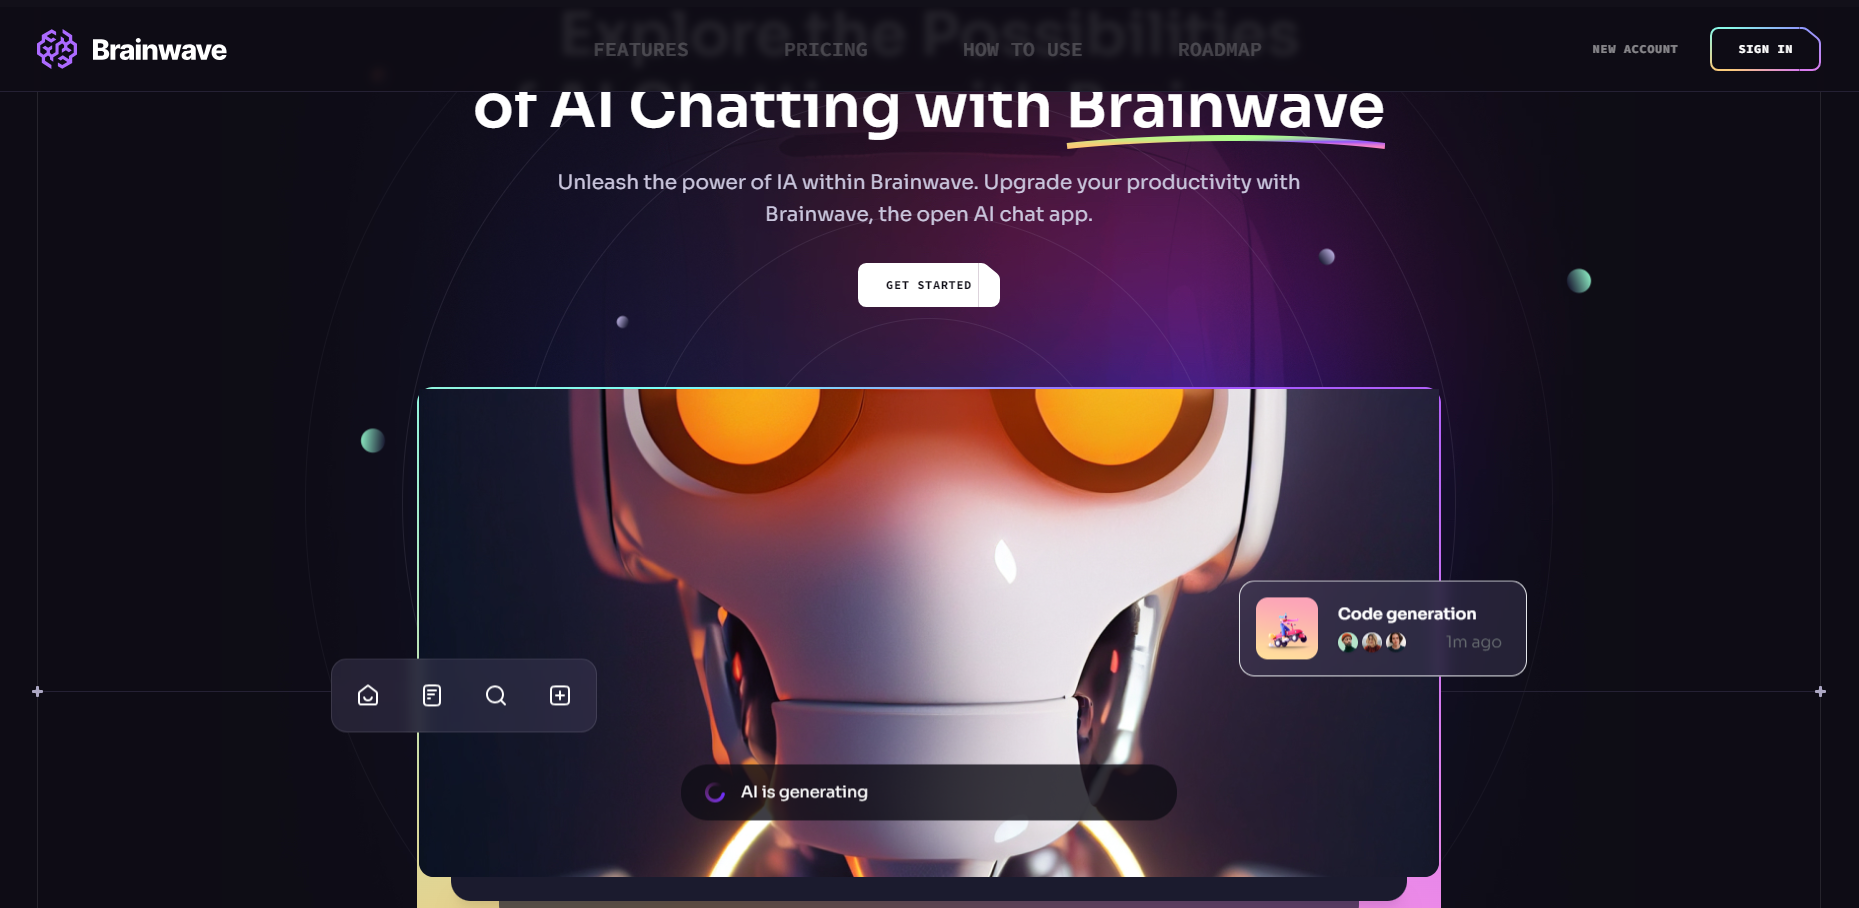 Brainwave
FEATURES
PRICING
HOW TO USE
ROADMAP
NEW ACCOUNT
SIGN IN
Explore the Possibilities
of AI Chatting with Brainwave
Unleash the power of IA within Brainwave. Upgrade your productivity with
Brainwave, the open AI chat app.
GET STARTED
Code generation
1m ago
AI is generating